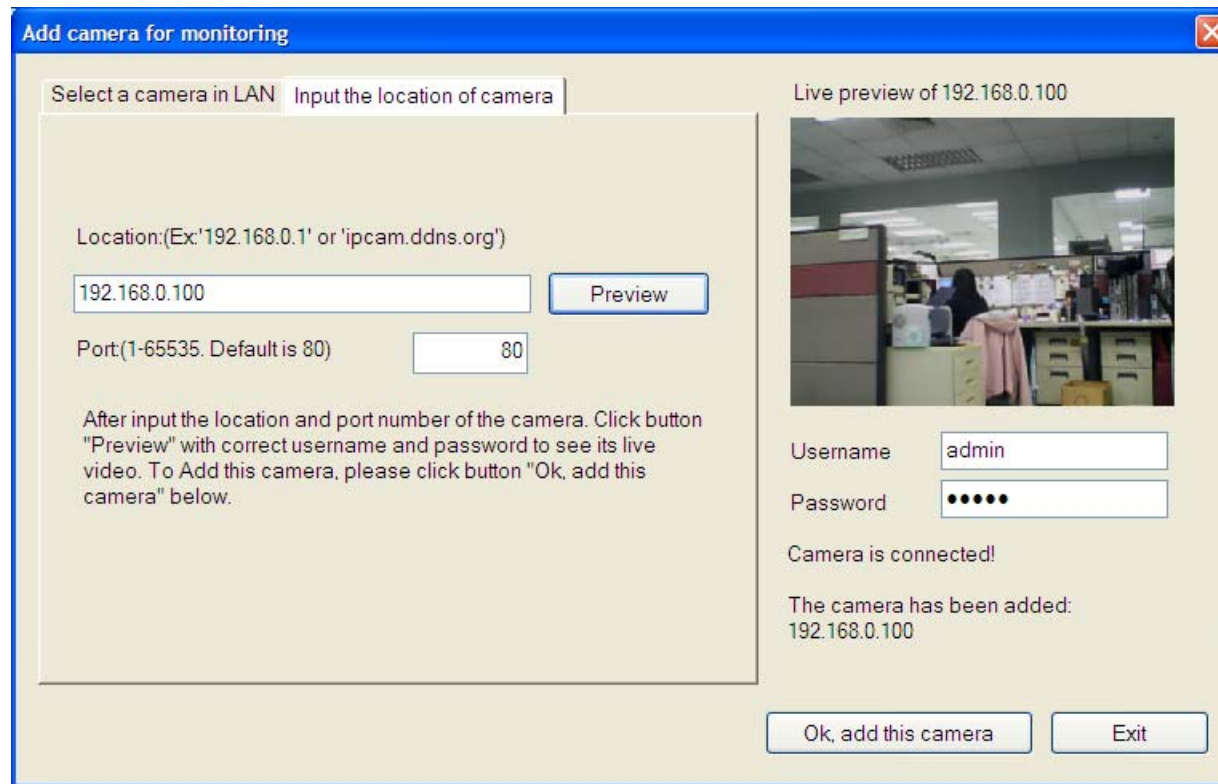 Add camera for monitoring
Select a camera in LAN
Input the location of camera
Location:(Ex:'192.168.0.1' or 'ipcam.ddns.org')
192.168.0.100
Preview
Port:(1-65535. Default is 80)
80
After input the location and port number of the camera. Click button
"Preview" with correct username and password to see its live
video. To Add this camera, please click button "Ok, add this
camera" below.
Live preview of 192.168.0.100
Username
admin
Password
•••••
Camera is connected!
The camera has been added:
192.168.0.100
Ok, add this camera
Exit